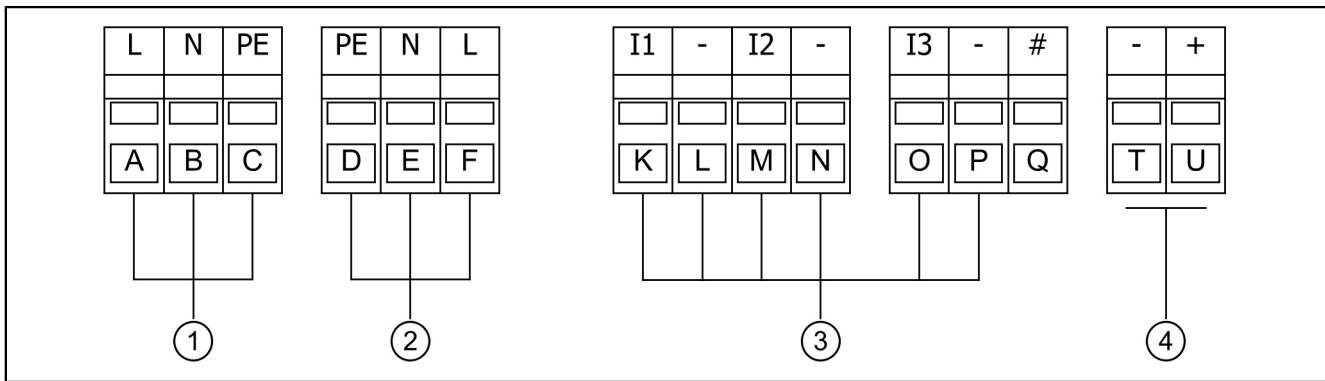 L N PE PE N L I1 - I2 - I3 - # - +
A B C D E F K L M N O P Q T U
1 2 3 4